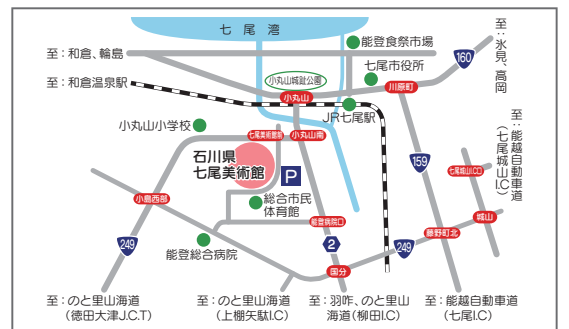 七尾湾
能登食祭市場
至：和倉、輪島
七尾市役所
160
至：氷見、高岡
小丸山城趾公園
至：和倉温泉駅
小丸山
川原町
JR七尾駅
小丸山小学校
七尾美術館前
小丸山南
石川県
七尾美術館
P
159
七尾城山I.C口
至：能越自動車道
（七尾城山I.C）
小島西部
総合市民
体育館
能登病院口
城山
藤野町北
249
能登総合病院
2
249
国分
至：のと里山海道
（徳田大津J.C.T）
至：のと里山海道
（上棚矢駄I.C）
至：羽咋、のと里山
海道（柳田I.C）
至：能越自動車道
（七尾I.C）